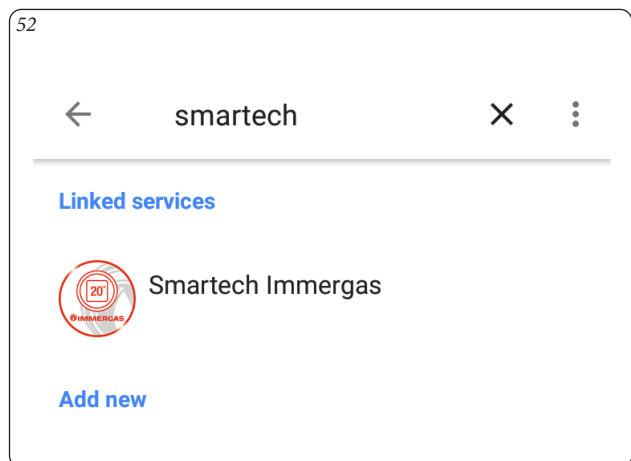 52
smartech
Linked services
20°
IMMERGAS
Smartech Immergas
Add new